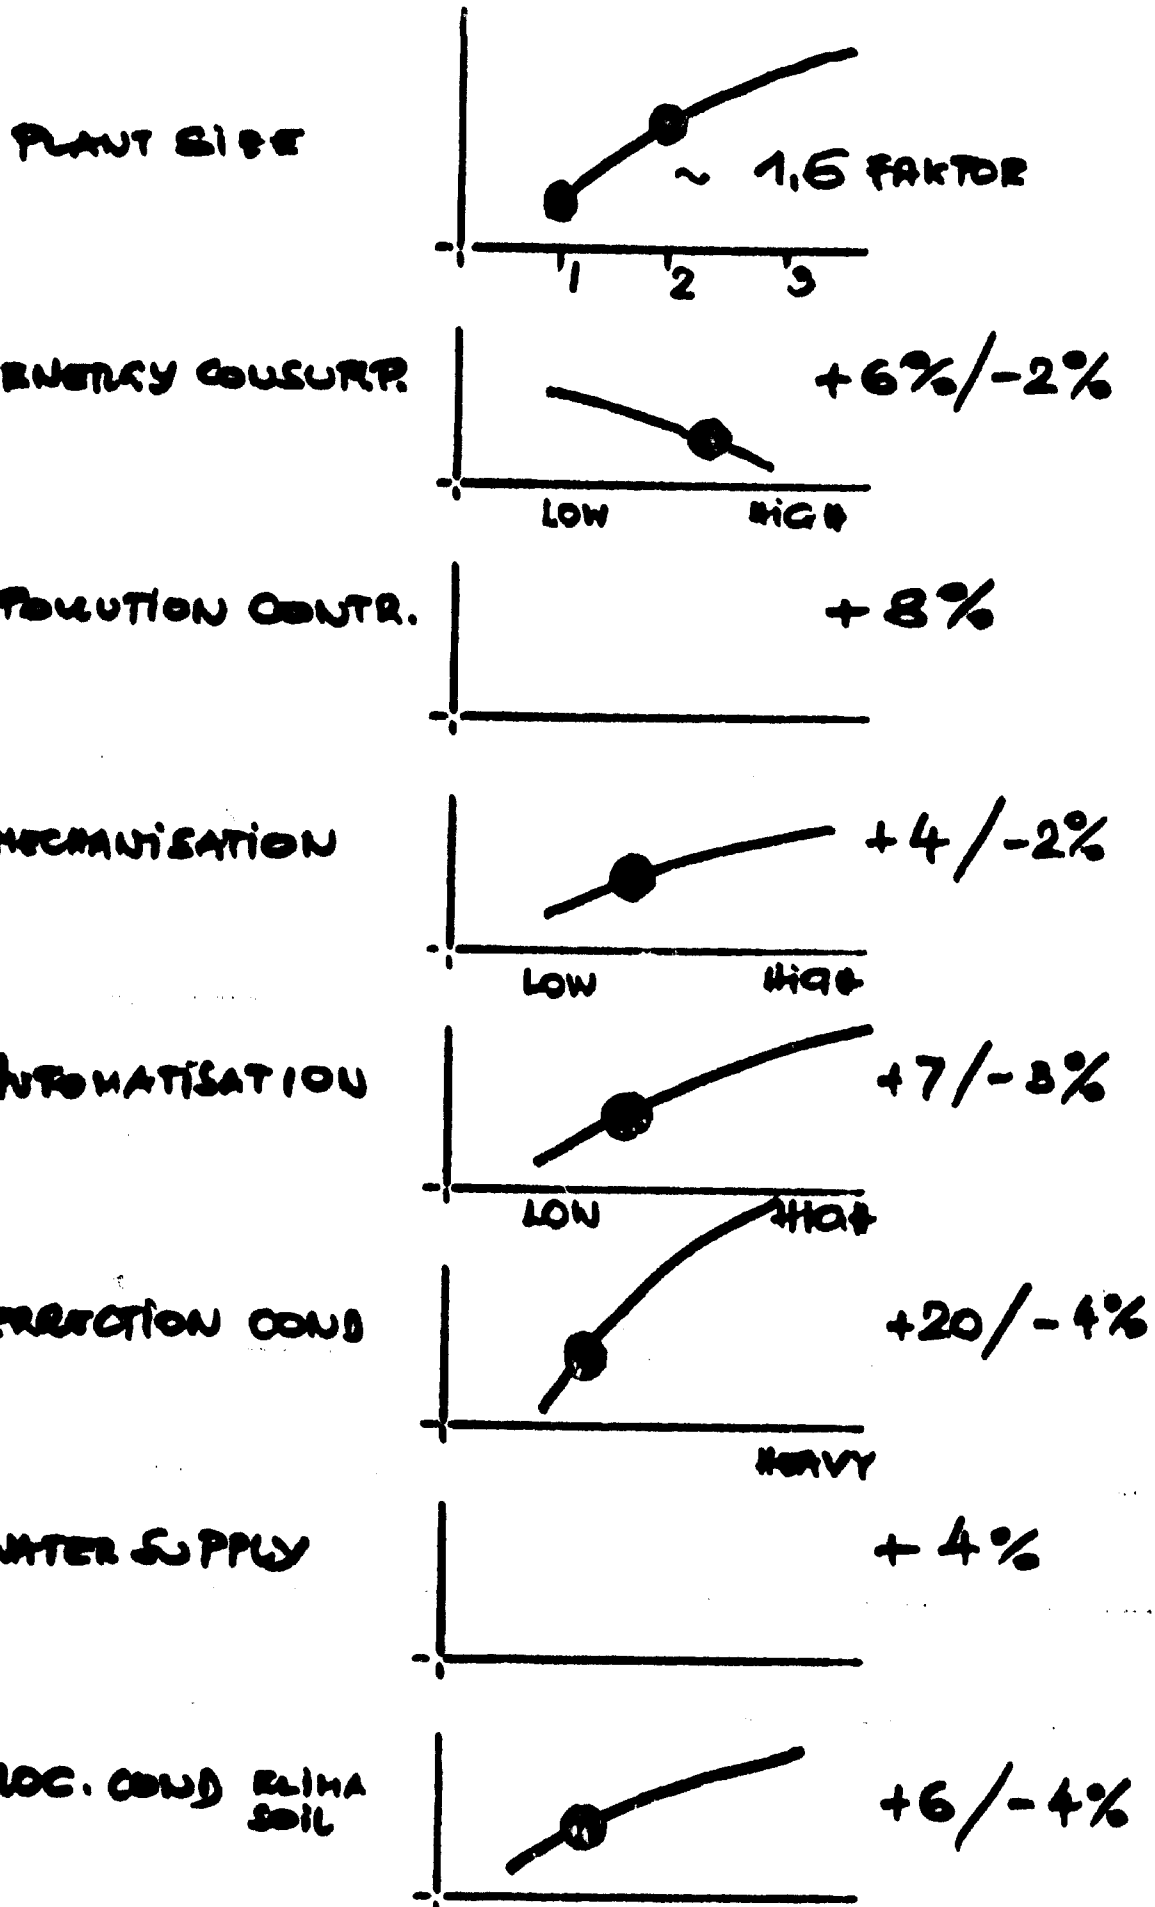 PLANT SIZE
~ 1,6 FAKTOR
1 2 3
ENERGY CONSUMP.
+6%/-2%
LOW HIGH
POLLUTION CONTR.
+8%
MECHANISATION
+4/-2%
LOW HIGH
AUTOMATISATION
+7/-3%
LOW HIGH
ERRECTION COND
+20/-4%
HEAVY
WATER SUPPLY
+4%
LOC. COND KLIMA
SOIL
+6/-4%